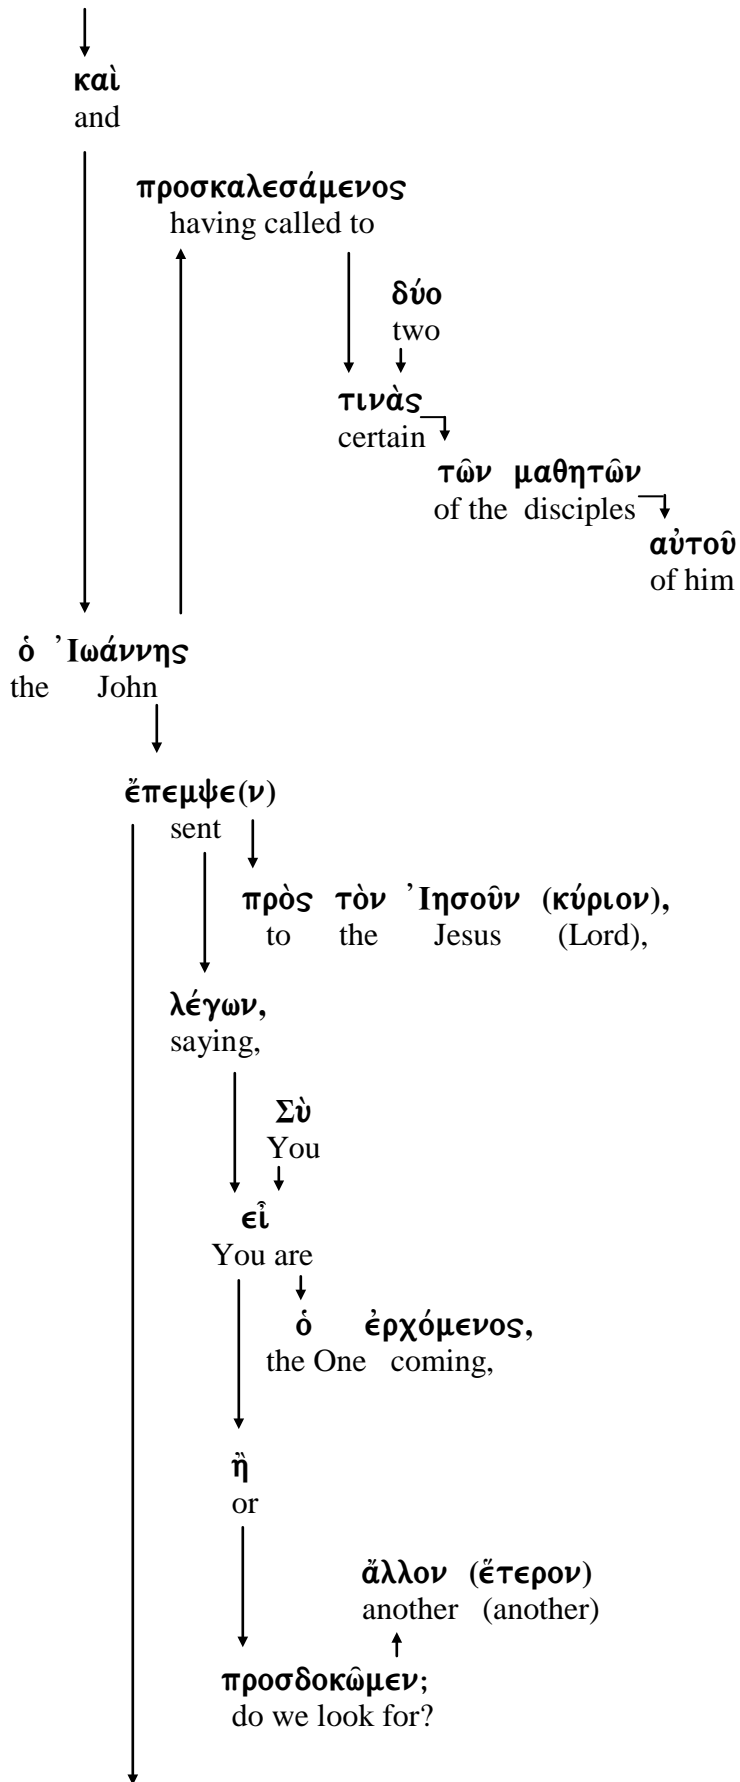 καὶ
and
προσκαλεσάμενος
having called to
δύο
two
τινὰς
certain
τῶν μαθητῶν
of the disciples
αὐτοῦ
of him
ὁ Ἰωάννης
the John
ἔπεμψε(ν)
sent
πρὸς τὸν Ἰησοῦν (κύριον),
to the Jesus (Lord),
λέγων,
saying,
Σὺ
You
εἶ
You are
ὁ ἐρχόμενος,
the One coming,
ἢ
or
ἄλλον (ἕτερον)
another (another)
προσδοκῶμεν;
do we look for?